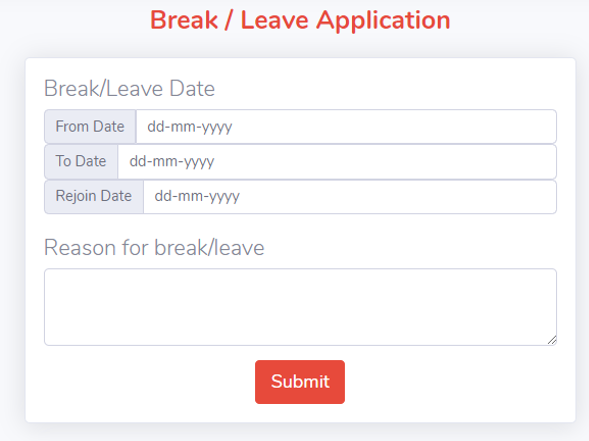 Break / Leave Application
Break/Leave Date
From Date dd-mm-yyyy
To Date dd-mm-yyyy
Rejoin Date dd-mm-yyyy
Reason for break/leave
Submit